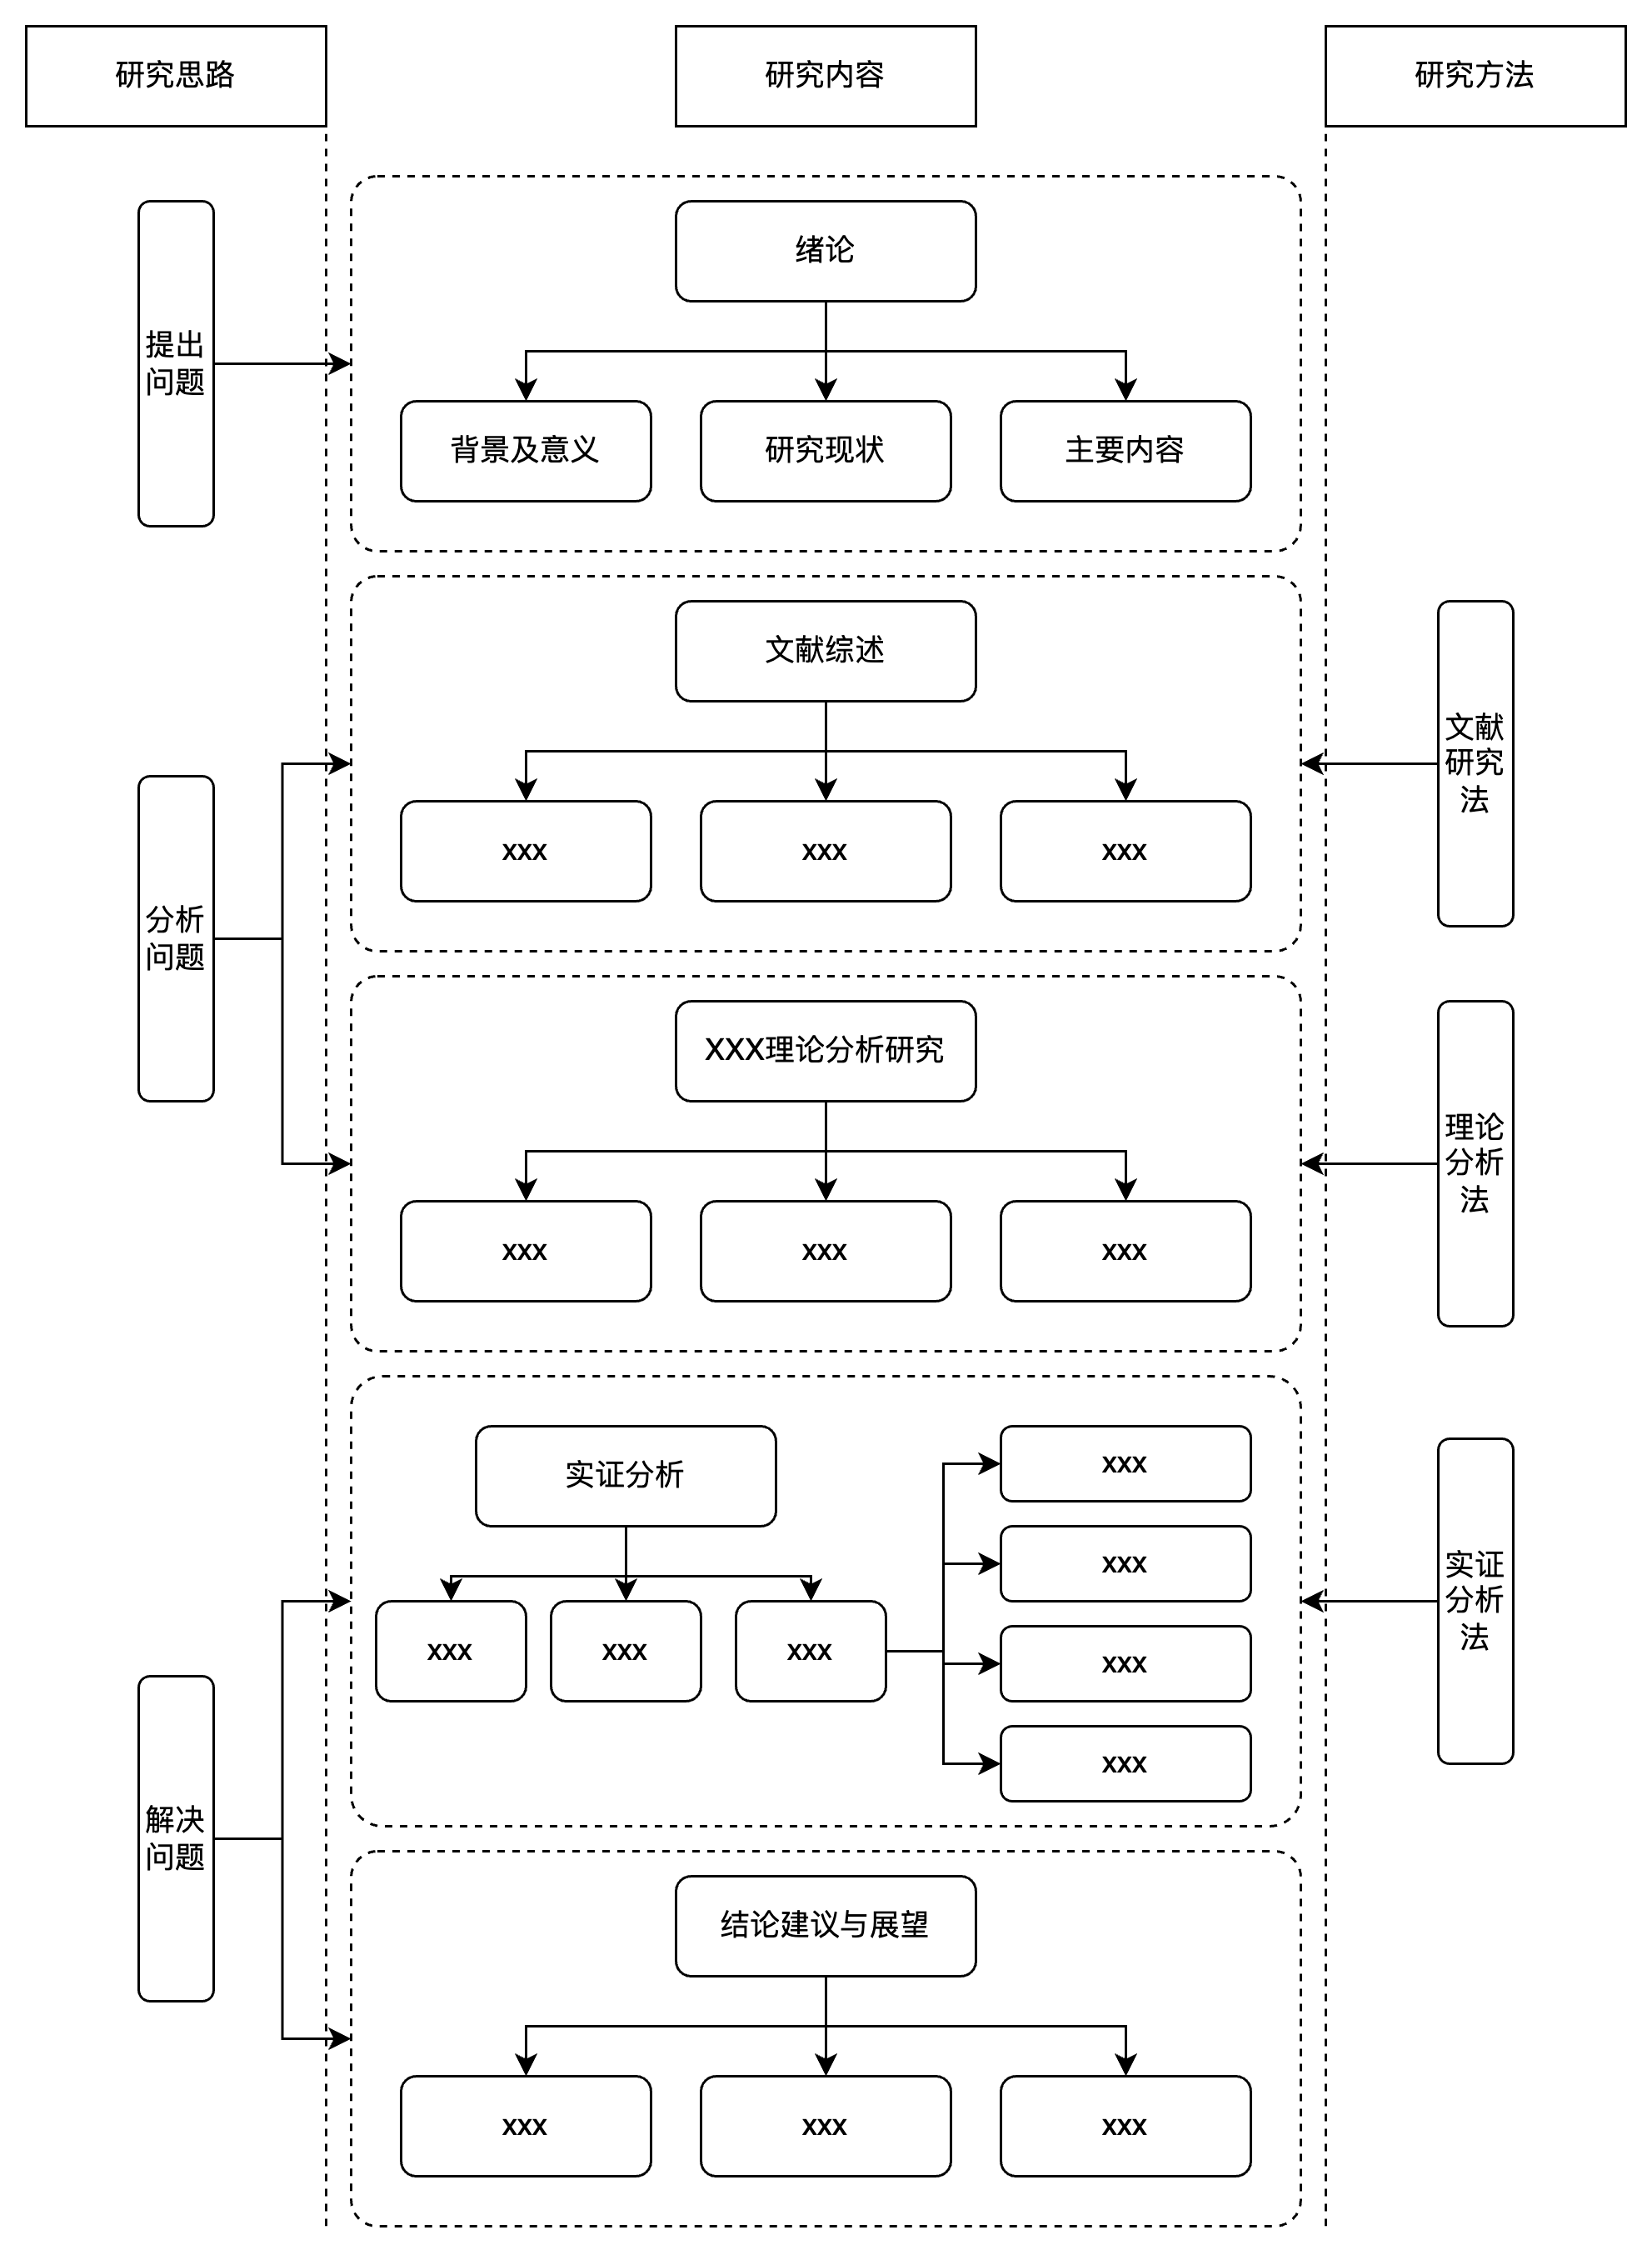 研究思路
研究内容
研究方法
绪论
提出
问题
背景及意义
研究现状
主要内容
文献综述
文献
研究
法
xxx
xxx
xxx
分析
问题
XXX理论分析研究
理论
分析
法
xxx
xxx
xxx
实证分析
xxx
xxx
xxx
xxx
xxx
xxx
xxx
实证
分析
法
解决
问题
结论建议与展望
xxx
xxx
xxx